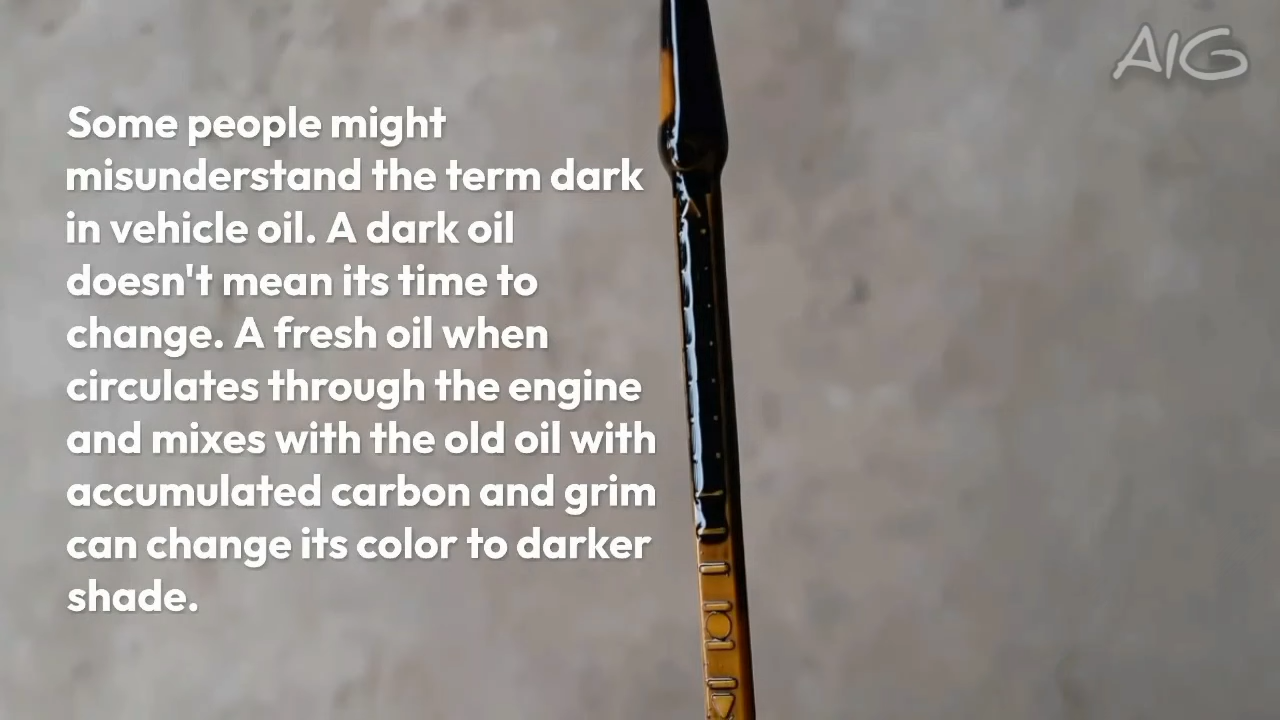 AIG
Some people might
misunderstand the term dark
in vehicle oil. A dark oil
doesn't mean its time to
change. A fresh oil when
circulates through the engine
and mixes with the old oil with
accumulated carbon and grim
can change its color to darker
shade.